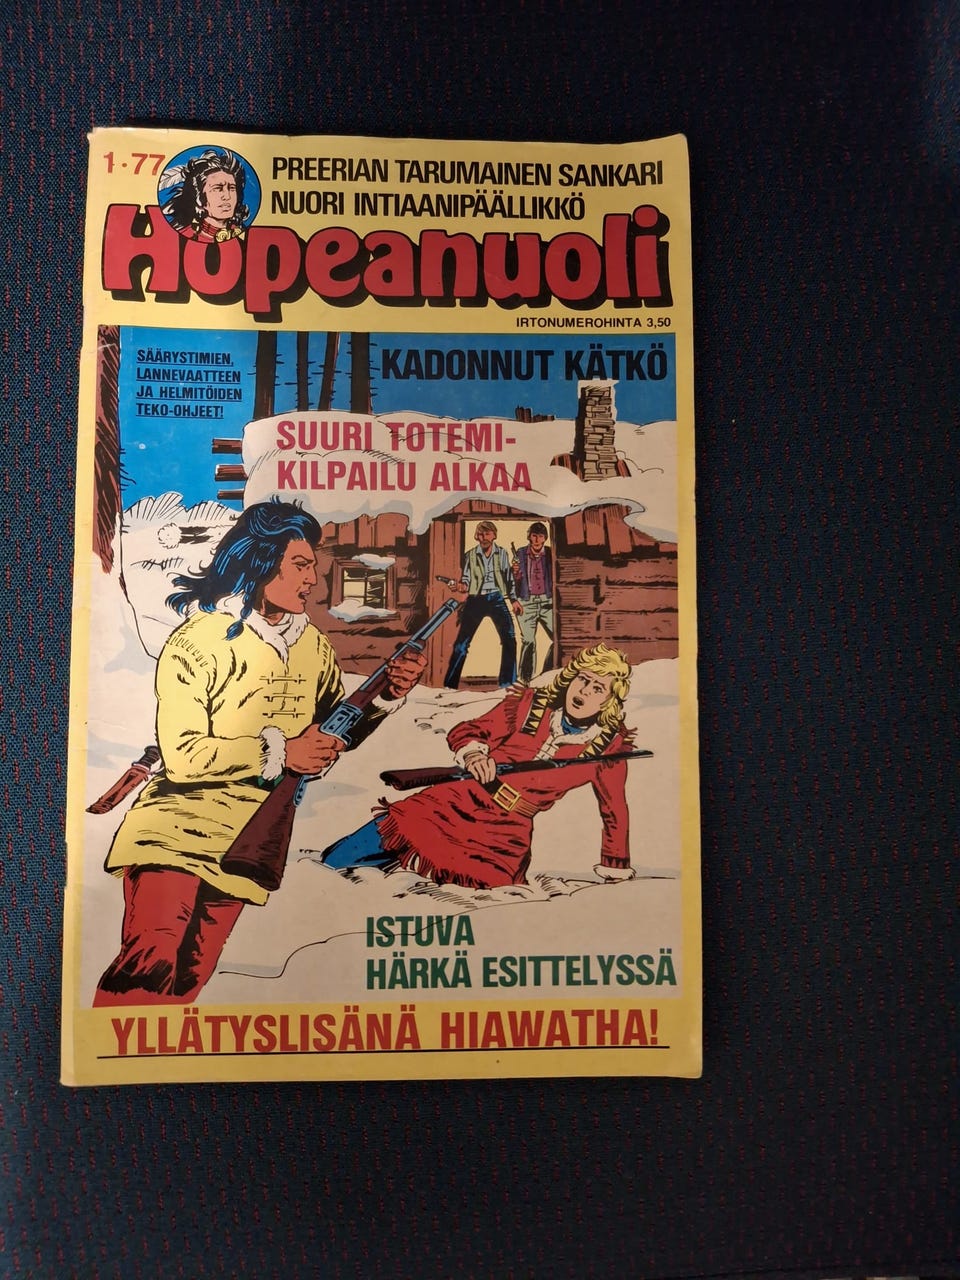 1·77
PREERIAN TARUMAINEN SANKARI
NUORI INTIAANIPÄÄLLIKKÖ
Hopeanuoli
IRTONUMEROHINTA 3,50
SÄÄRYSTIMIEN,
LANNEVAATTEEN
JA HELMITÖIDEN
TEKO-OHJEET!
KADONNUT KÄTKÖ
SUURI TOTEMI-
KILPAILU ALKAA
ISTUVA
HÄRKÄ ESITTELYSSÄ
YLLÄTYSLISÄNÄ HIAWATHA!